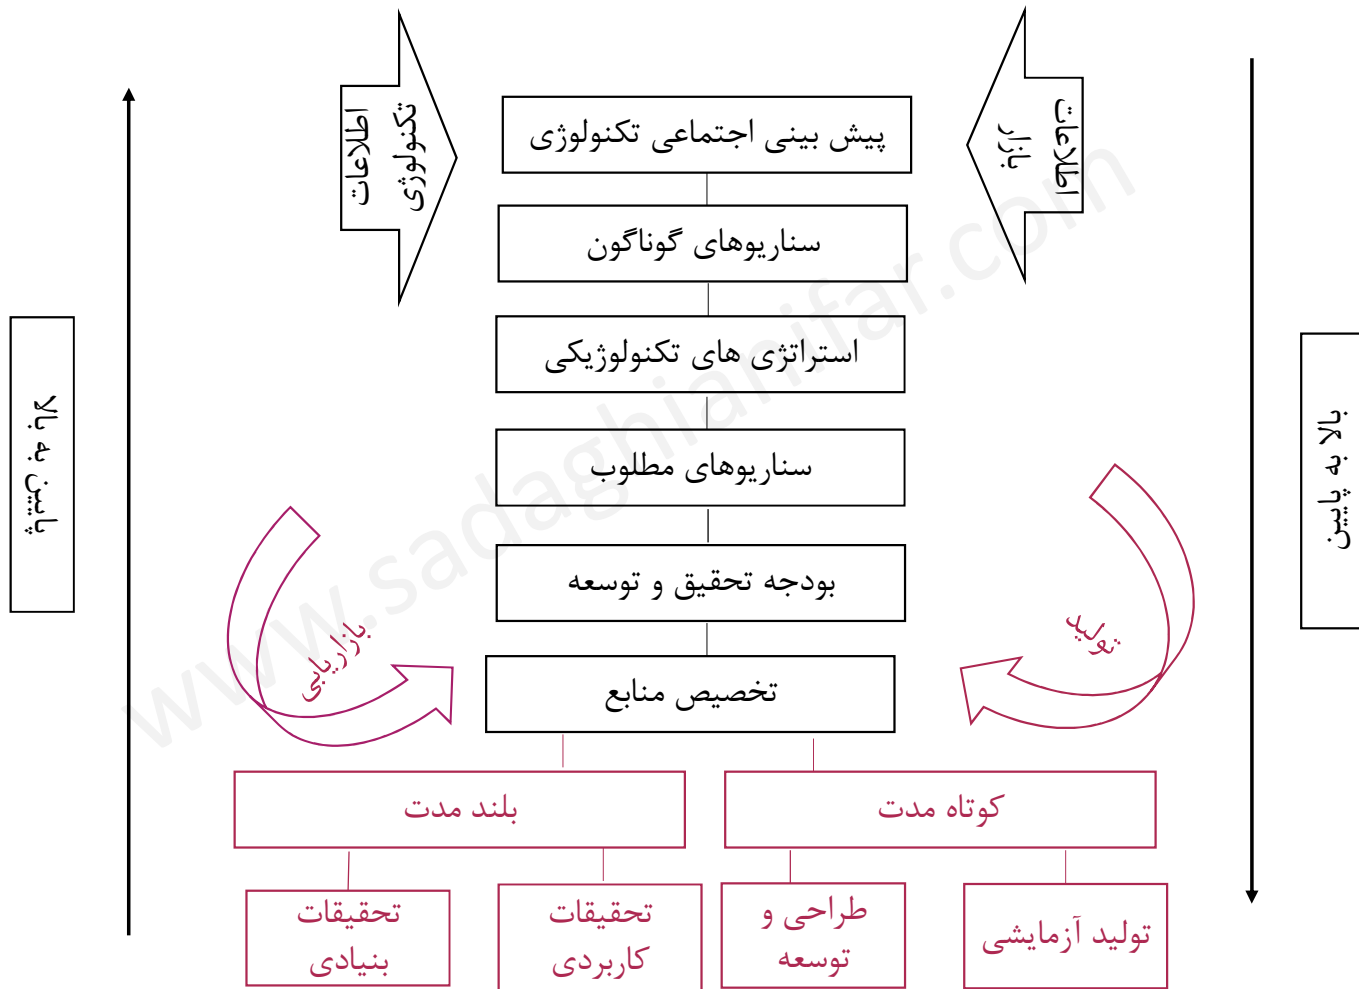 اطلاعات
تکنولوژی
اطلاعات
بازار
پیش بینی اجتماعی تکنولوژی
سناریوهای گوناگون
استراتژی های تکنولوژیکی
سناریوهای مطلوب
بودجه تحقیق و توسعه
تخصیص منابع
بالا به پایین
پایین به بالا
تولید
بازاریابی
کوتاه مدت
بلند مدت
تولید آزمایشی
طراحی و
توسعه
تحقیقات
کاربردی
تحقیقات
بنیادی
www.sadaghianifar.com